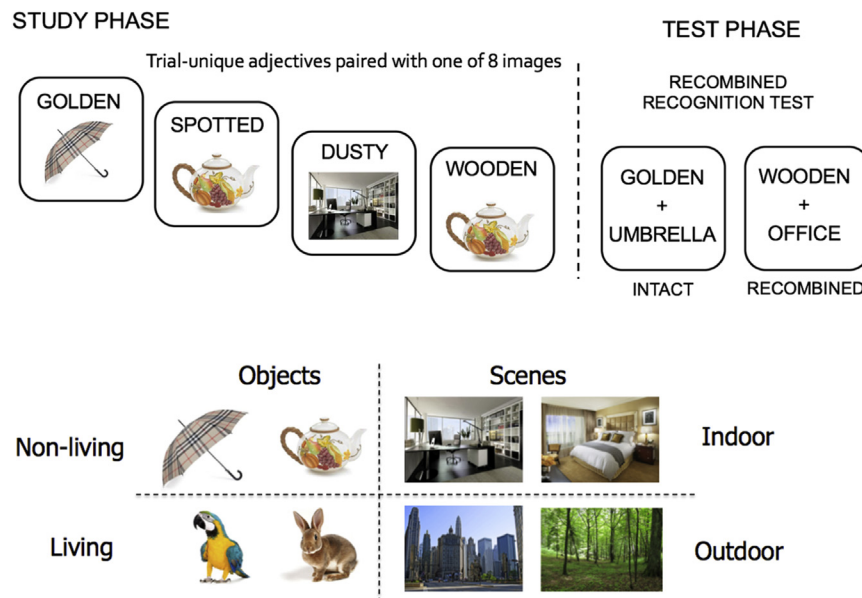 STUDY PHASE
Trial-unique adjectives paired with one of 8 images
GOLDEN
SPOTTED
DUSTY
WOODEN
TEST PHASE
RECOMBINED
RECOGNITION TEST
GOLDEN
+
UMBRELLA
INTACT
WOODEN
+
OFFICE
RECOMBINED
Objects
Scenes
Non-living
Indoor
Living
Outdoor